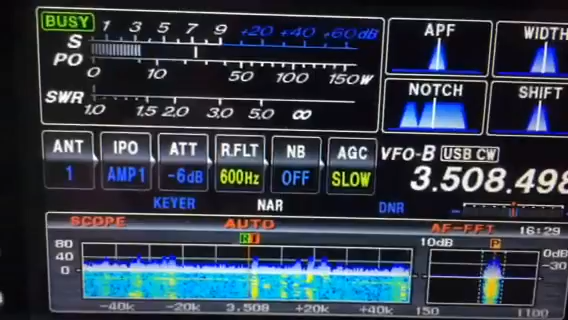 BUSY
S 1 3 5 7 9 +20 +40 +60dB
PO
0 10 50 100 150W
SWR
1.0 1.5 2.0 3.0 5.0 ∞
APF WIDTH
NOTCH SHIFT
ANT IPO ATT R.FLT NB AGC
1 AMP1 -6dB 600Hz OFF SLOW
VFO-B USB CW
3.508.498
KEYER NAR DNR
SCOPE AUTO AF-FFT 16:29
80
40
0
10dB P 0dB
-30
-40k -20k 3.508 +20k +40k 150 1100